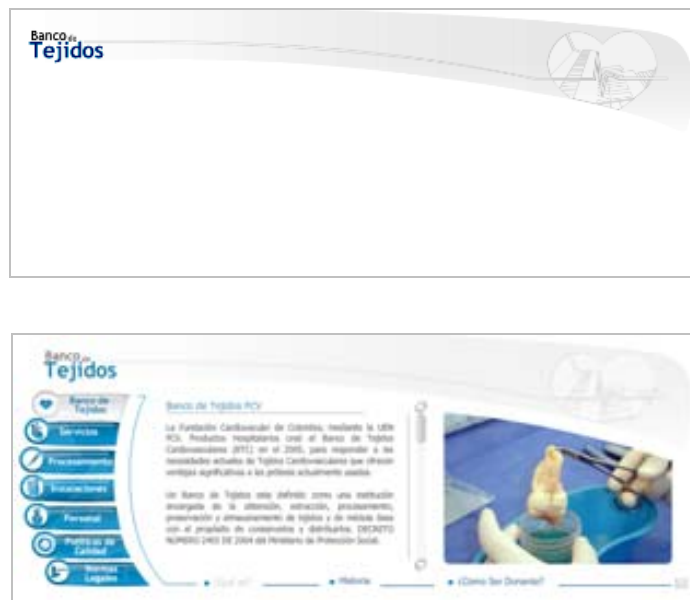 Banco de
Tejidos
Banco de
Tejidos
Banco de
Tejidos
Servicios
Procesamiento
Instalaciones
Personal
Políticas de
Calidad
Normas
Legales
Banco de Tejidos FCV
La Fundación Cardiovascular de Colombia, mediante la UEN
FCV, Productos Hospitalarios creó el Banco de Tejidos
Cardiovasculares (BTC) en el 2005, para responder a las
necesidades actuales de Tejidos Cardiovasculares que ofrecen
ventajas significativas a las prótesis actualmente usadas.
Un Banco de Tejidos está definido como una institución
encargada de la obtención, extracción, procesamiento,
preservación y almacenamiento de tejidos y de médula ósea
con el propósito de conservarlos y distribuirlos. DECRETO
NÚMERO 2493 DE 2004 del Ministerio de Protección Social.
¿Qué es?
Historia
¿Cómo Ser Donante?